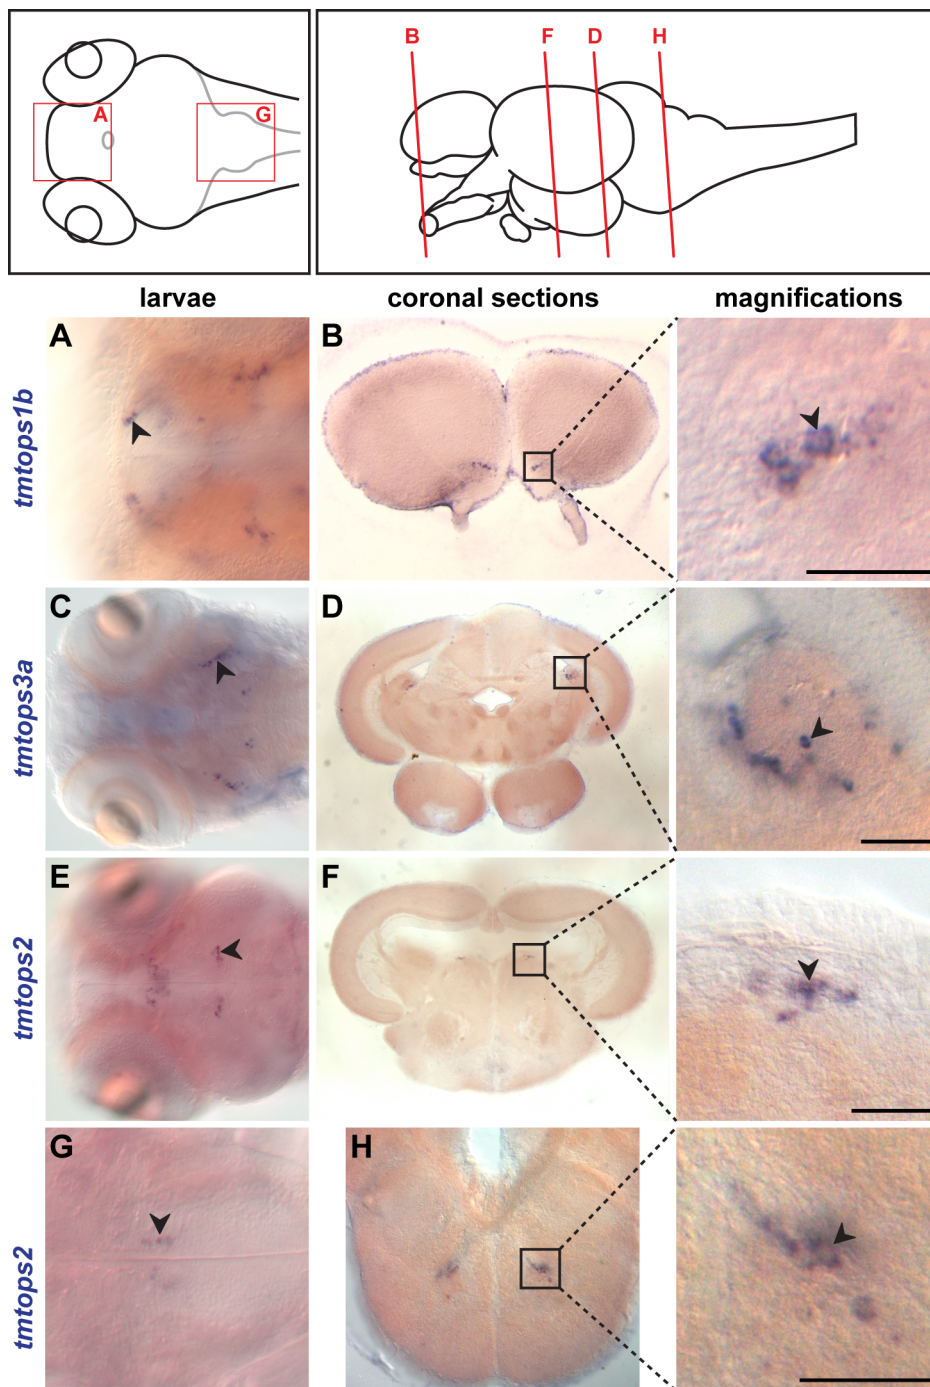 A
G
B F D H
larvae coronal sections magnifications
tmtops1b
A
B
tmtops3a
C
D
tmtops2
E
F
tmtops2
G
H